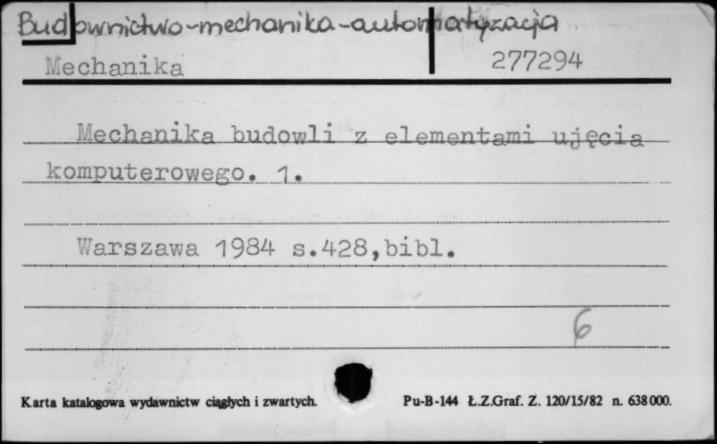 Budownictwo-mechanika-automatyzacja
Mechanika 277294
Mechanika budowli z elementami ujęcia
komputerowego. 1.
Warszawa 1984 s.428,bibl.
6
Karta katalogowa wydawnictw ciągłych i zwartych. Pu-B-144 Ł.Z.Graf. Z. 120/15/82 n. 638000.